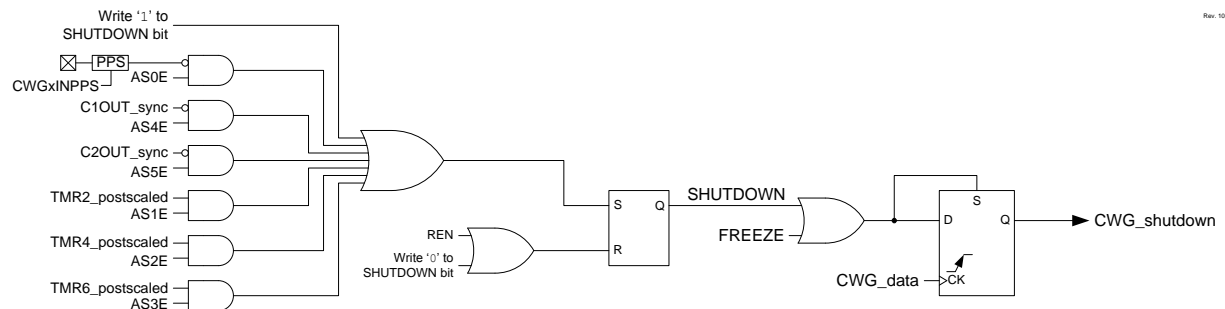 Write ‘1’ to
SHUTDOWN bit
Rev. 10
PPS
CWGxINPPS
AS0E
C1OUT_sync
AS4E
C2OUT_sync
AS5E
TMR2_postscaled
AS1E
TMR4_postscaled
AS2E
TMR6_postscaled
AS3E
REN
Write ‘0’ to
SHUTDOWN bit
S
Q
R
SHUTDOWN
FREEZE
S
D
Q
CK
CWG_data
CWG_shutdown